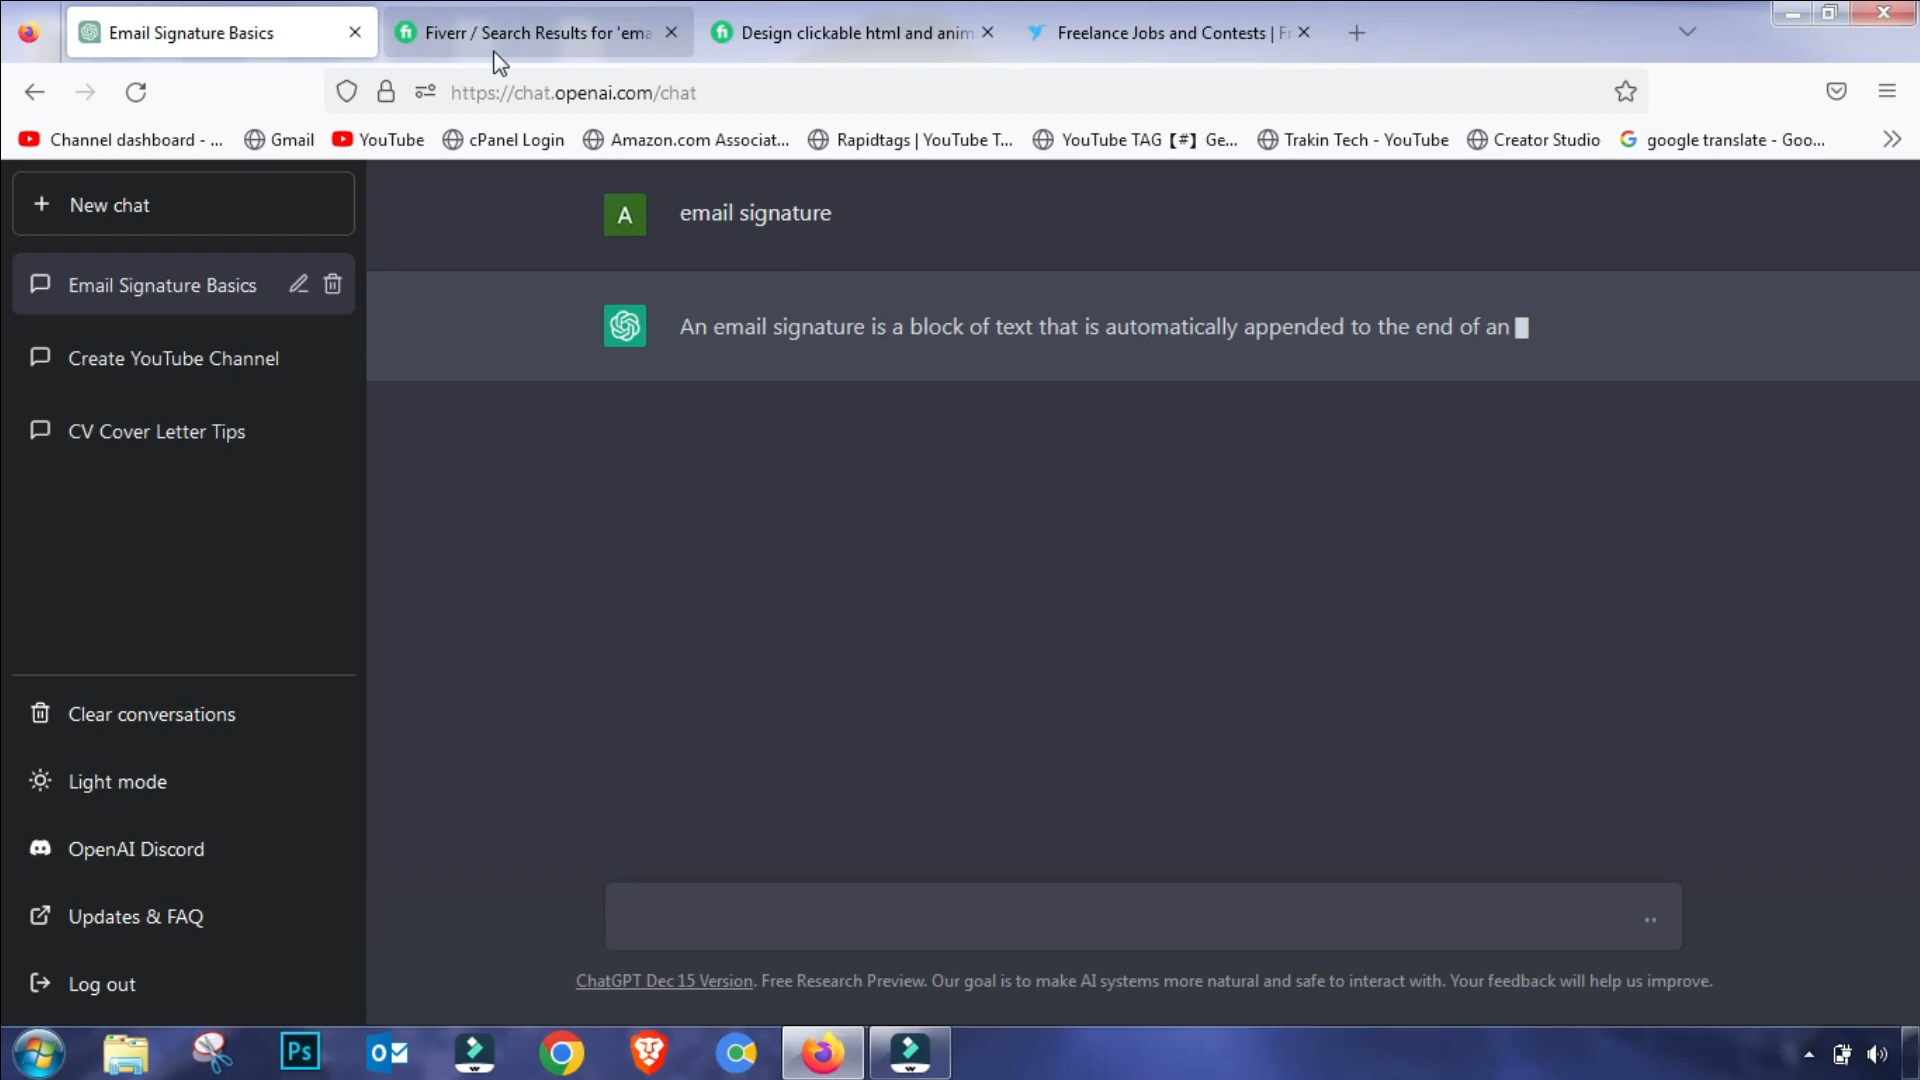 Email Signature Basics
Fiverr / Search Results for 'ema
Design clickable html and anim
Freelance Jobs and Contests | Fr
https://chat.openai.com/chat
Channel dashboard - ...
Gmail
YouTube
cPanel Login
Amazon.com Associat...
Rapidtags | YouTube T...
YouTube TAG【#】Ge...
Trakin Tech - YouTube
Creator Studio
google translate - Goo...
New chat
Email Signature Basics
Create YouTube Channel
CV Cover Letter Tips
Clear conversations
Light mode
OpenAI Discord
Updates & FAQ
Log out
A
email signature
An email signature is a block of text that is automatically appended to the end of an
ChatGPT Dec 15 Version. Free Research Preview. Our goal is to make AI systems more natural and safe to interact with. Your feedback will help us improve.
Ps